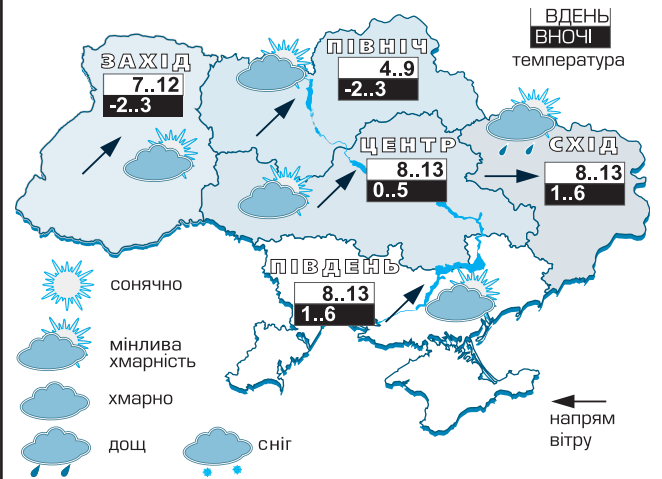 ВДЕНЬ
ВНОЧІ
температура
ПІВНІЧ
4..9
-2..3
ЗАХІД
7..12
-2..3
ЦЕНТР
8..13
0..5
СХІД
8..13
1..6
ПІВДЕНЬ
8..13
1..6
сонячно
мінлива
хмарність
хмарно
дощ
сніг
напрям
вітру